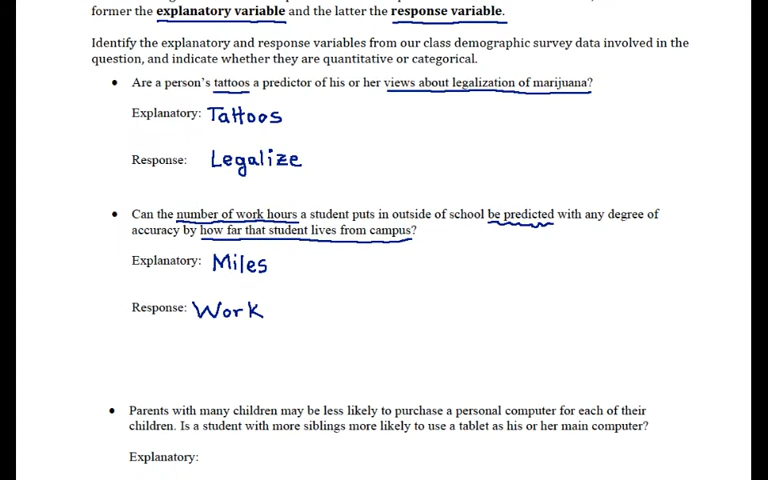 former the explanatory variable and the latter the response variable.
Identify the explanatory and response variables from our class demographic survey data involved in the
question, and indicate whether they are quantitative or categorical.
• Are a person's tattoos a predictor of his or her views about legalization of marijuana?
Explanatory: Tattoos
Response: Legalize
• Can the number of work hours a student puts in outside of school be predicted with any degree of
accuracy by how far that student lives from campus?
Explanatory: Miles
Response: Work
• Parents with many children may be less likely to purchase a personal computer for each of their
children. Is a student with more siblings more likely to use a tablet as his or her main computer?
Explanatory: